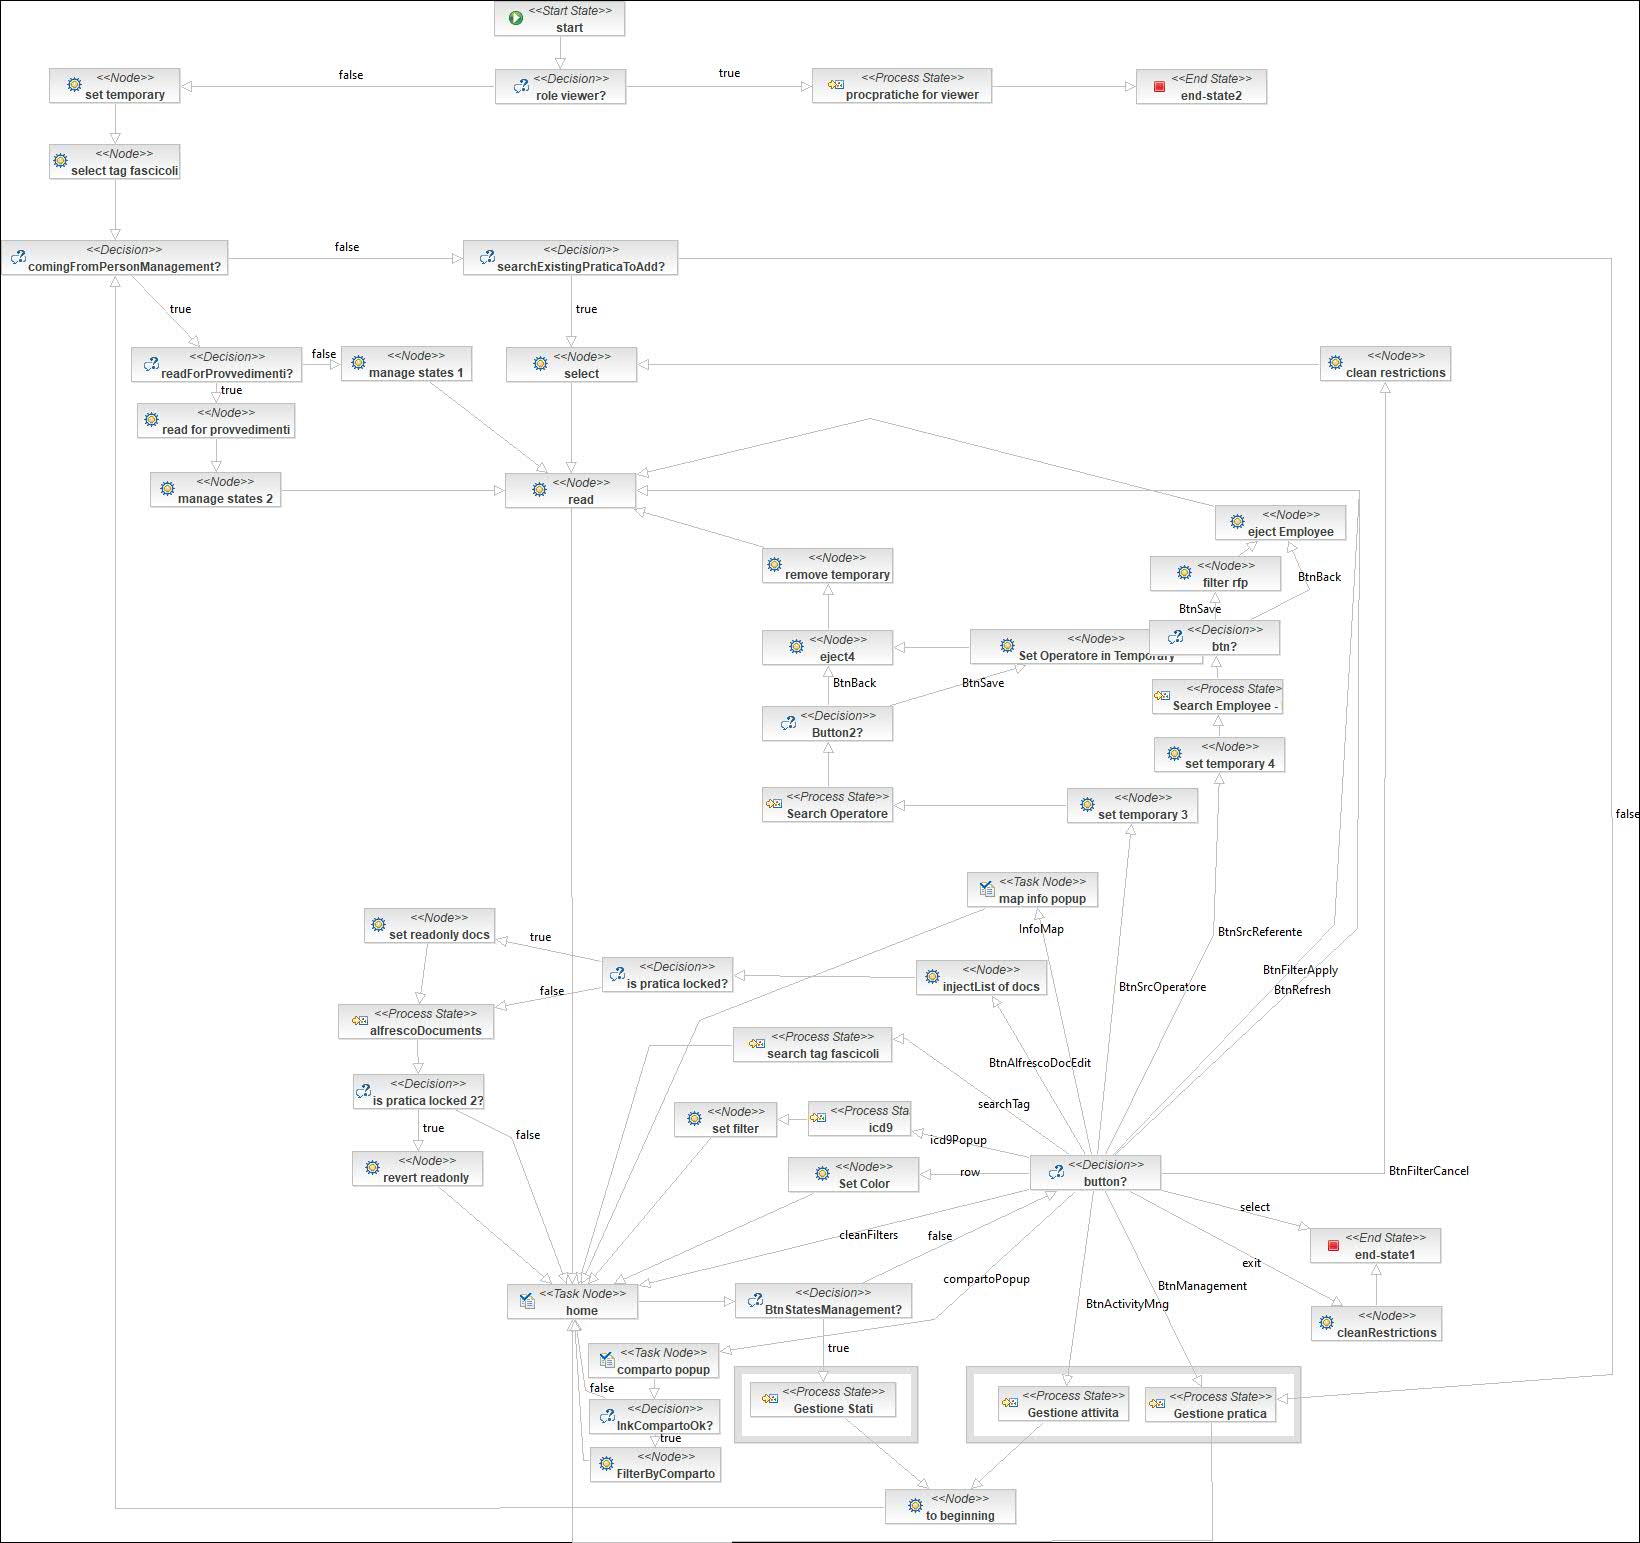 <<Start State>>
start
<<Node>>
set temporary
false
<<Decision>>
role viewer?
true
<<Process State>>
procpratiche for viewer
<<End State>>
end-state2
<<Node>>
select tag fascicoli
<<Decision>>
comingFromPersonManagement?
false
<<Decision>>
searchExistingPraticaToAdd?
true
true
<<Decision>>
readForProvvedimenti?
false
<<Node>>
manage states 1
<<Node>>
select
<<Node>>
clean restrictions
true
<<Node>>
read for provvedimenti
<<Node>>
manage states 2
<<Node>>
read
<<Node>>
eject Employee
<<Node>>
remove temporary
<<Node>>
filter rfp
BtnBack
BtnSave
<<Node>>
eject4
<<Node>>
Set Operatore in Temporary
<<Decision>>
btn?
BtnBack
BtnSave
<<Process State>
Search Employee -
<<Decision>>
Button2?
<<Node>>
set temporary 4
<<Process State>>
Search Operatore
<<Node>>
set temporary 3
false
<<Task Node>>
map info popup
<<Node>>
set readonly docs
true
InfoMap
BtnSrcReferente
<<Decision>>
is pratica locked?
<<Node>>
injectList of docs
BtnFilterApply
false
BtnSrcOperatore
BtnRefresh
<<Process State>>
alfrescoDocuments
<<Process State>>
search tag fascicoli
BtnAlfrescoDocEdit
<<Decision>>
is pratica locked 2?
searchTag
true
false
<<Node>>
set filter
<<Process Sta
icd9
icd9Popup
<<Node>>
revert readonly
<<Node>>
Set Color
row
<<Decision>>
button?
BtnFilterCancel
select
cleanFilters
false
<<End State>>
end-state1
exit
compartoPopup
BtnManagement
<<Task Node>>
home
<<Decision>>
BtnStatesManagement?
BtnActivityMng
<<Node>>
cleanRestrictions
true
<<Task Node>>
comparto popup
false
<<Process State>>
Gestione Stati
<<Process State>>
Gestione attivita
<<Process State>>
Gestione pratica
<<Decision>>
lnkCompartoOk?
true
<<Node>>
FilterByComparto
<<Node>>
to beginning